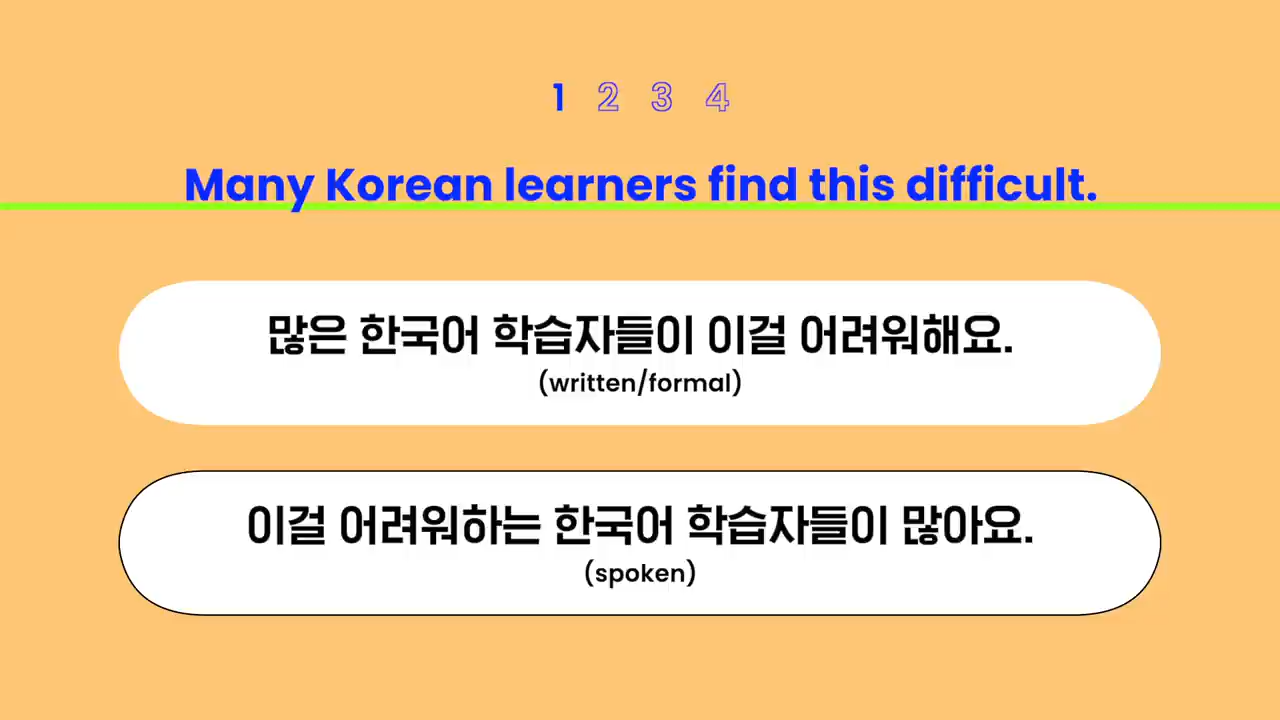 1 2 3 4
Many Korean learners find this difficult.
많은 한국어 학습자들이 이걸 어려워해요.
(written/formal)
이걸 어려워하는 한국어 학습자들이 많아요.
(spoken)